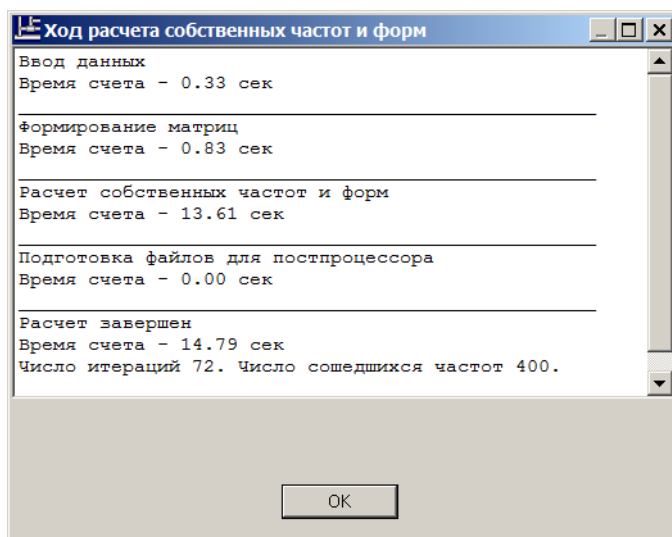 Ход расчета собственных частот и форм
Ввод данных
Время счета - 0.33 сек
Формирование матриц
Время счета - 0.83 сек
Расчет собственных частот и форм
Время счета - 13.61 сек
Подготовка файлов для постпроцессора
Время счета - 0.00 сек
Расчет завершен
Время счета - 14.79 сек
Число итераций 72. Число сошедшихся частот 400.
OK